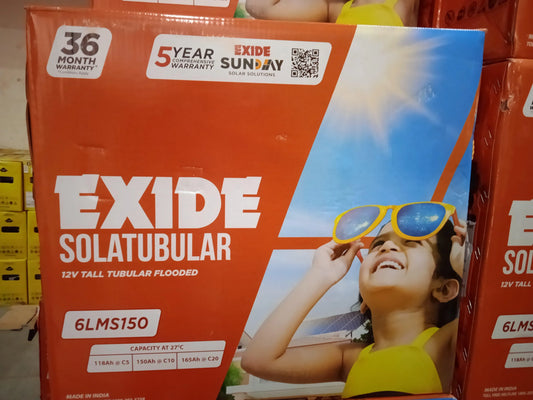 36
MONTH
WARRANTY*
5 YEAR
COMPREHENSIVE
WARRANTY
EXIDE
SUNDAY
SOLAR SOLUTIONS
EXIDE
SOLATUBULAR
12V TALL TUBULAR FLOODED
6LMS150
CAPACITY AT 27°C
118Ah @ C5 150Ah @ C10 165Ah @ C20
MADE IN INDIA
EXIDE
SOL
12V TALL TUBUL
6LMS
118Ah @
MADE IN INDIA